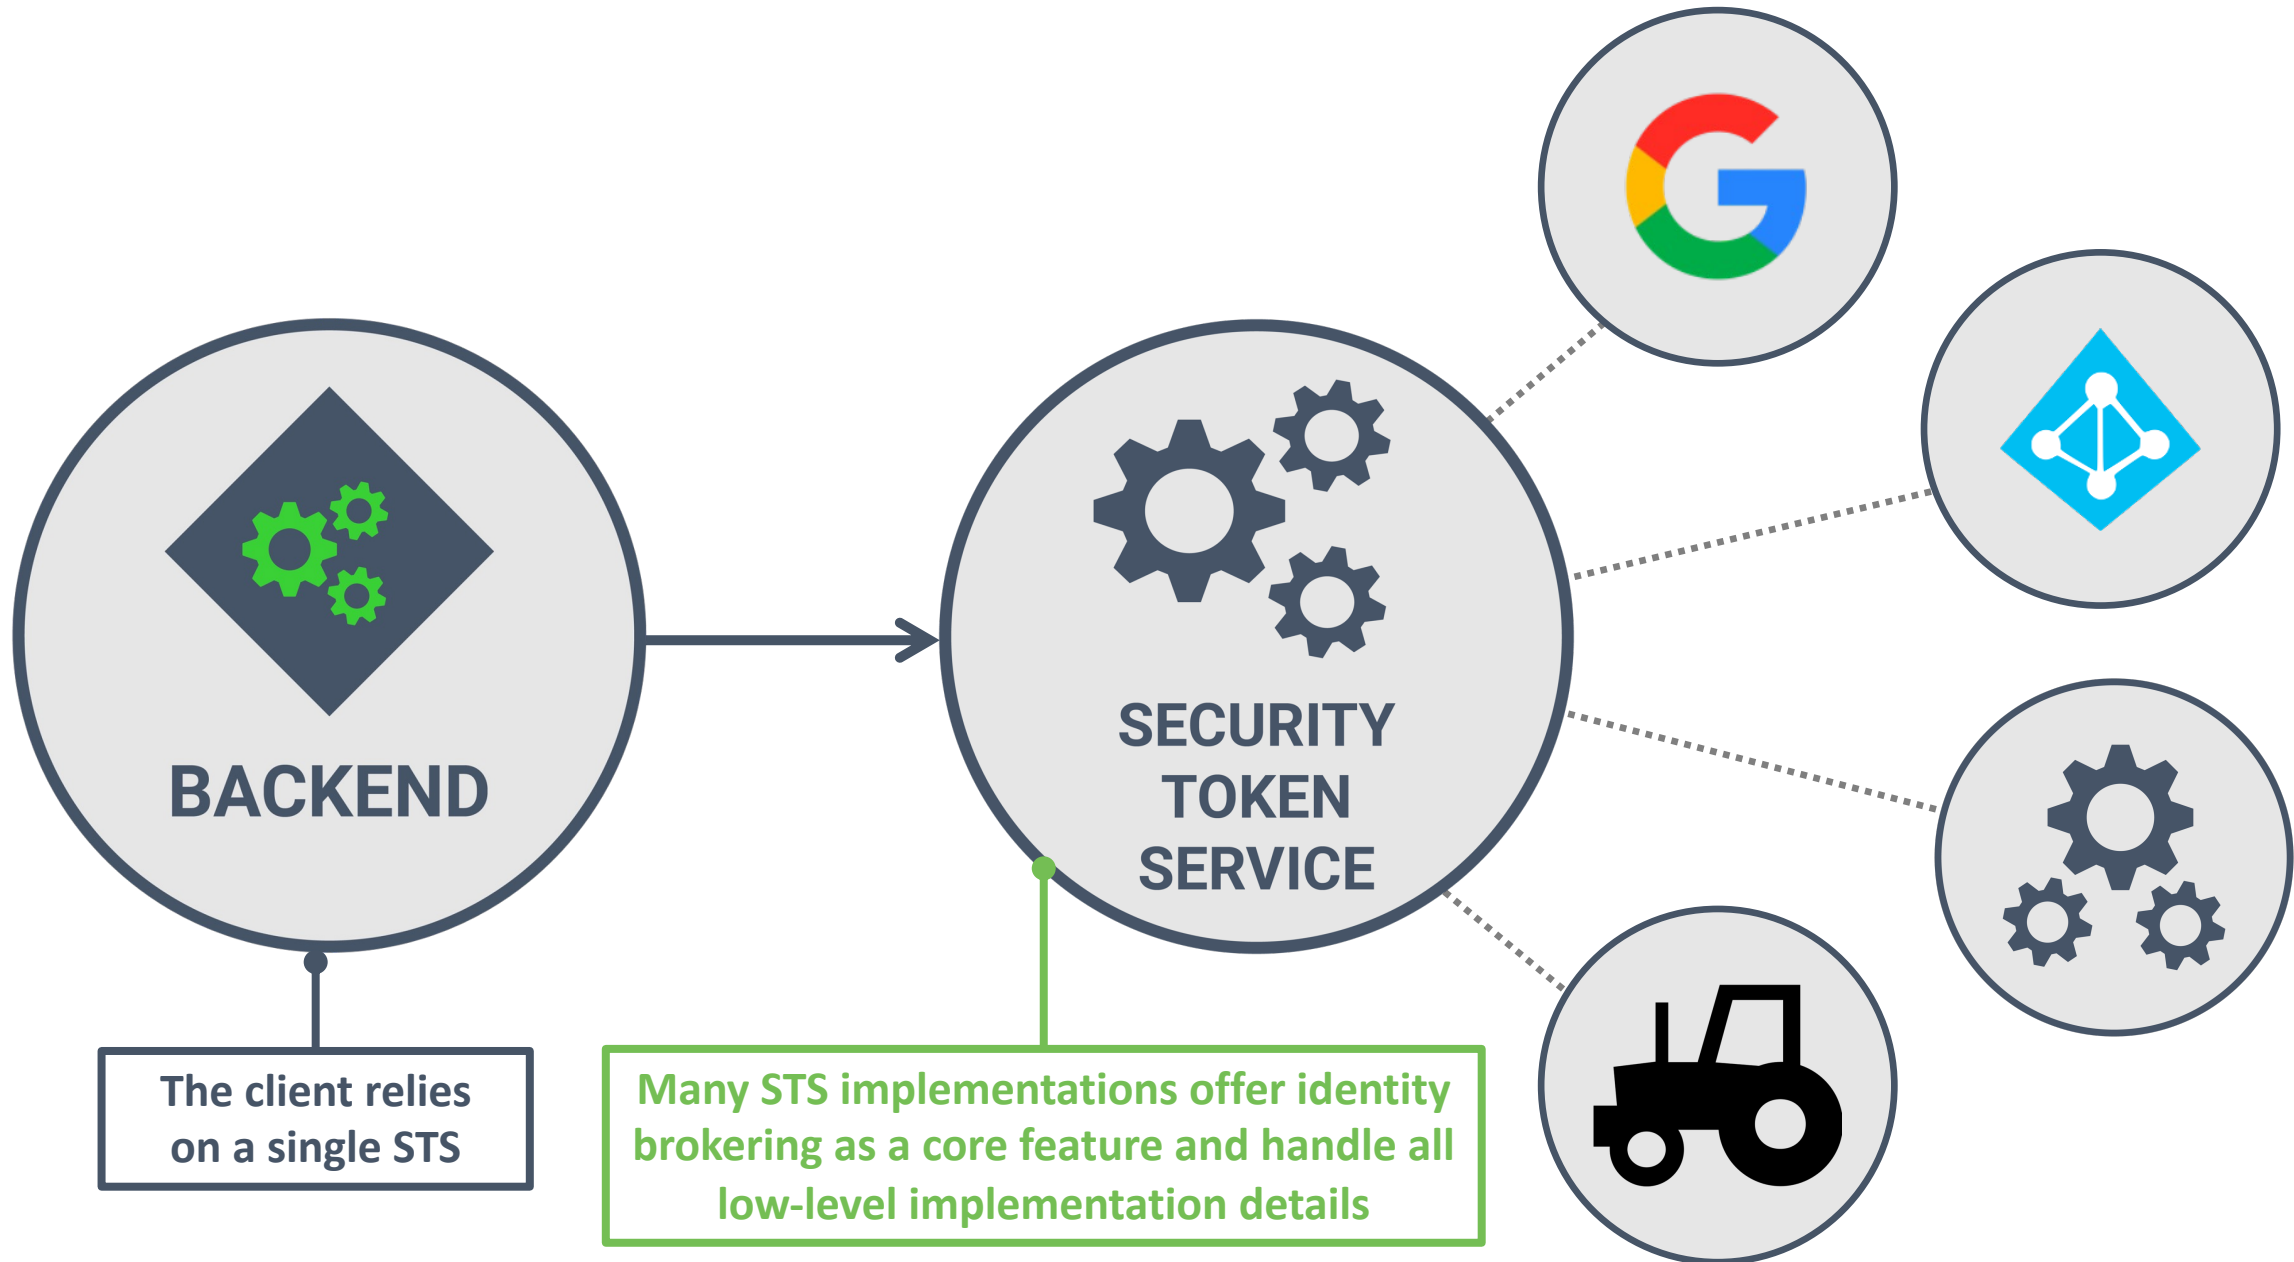 BACKEND
SECURITY
TOKEN
SERVICE
The client relies
on a single STS
Many STS implementations offer identity
brokering as a core feature and handle all
low-level implementation details